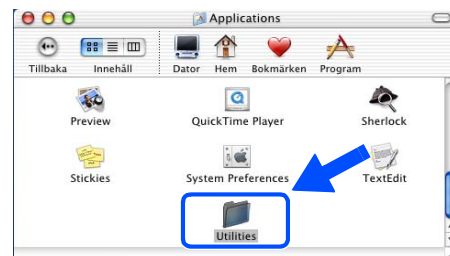 Applications
Tillbaka Innehåll Dator Hem Bokmärken Program
Preview QuickTime Player Sherlock
Stickies System Preferences TextEdit
Utilities